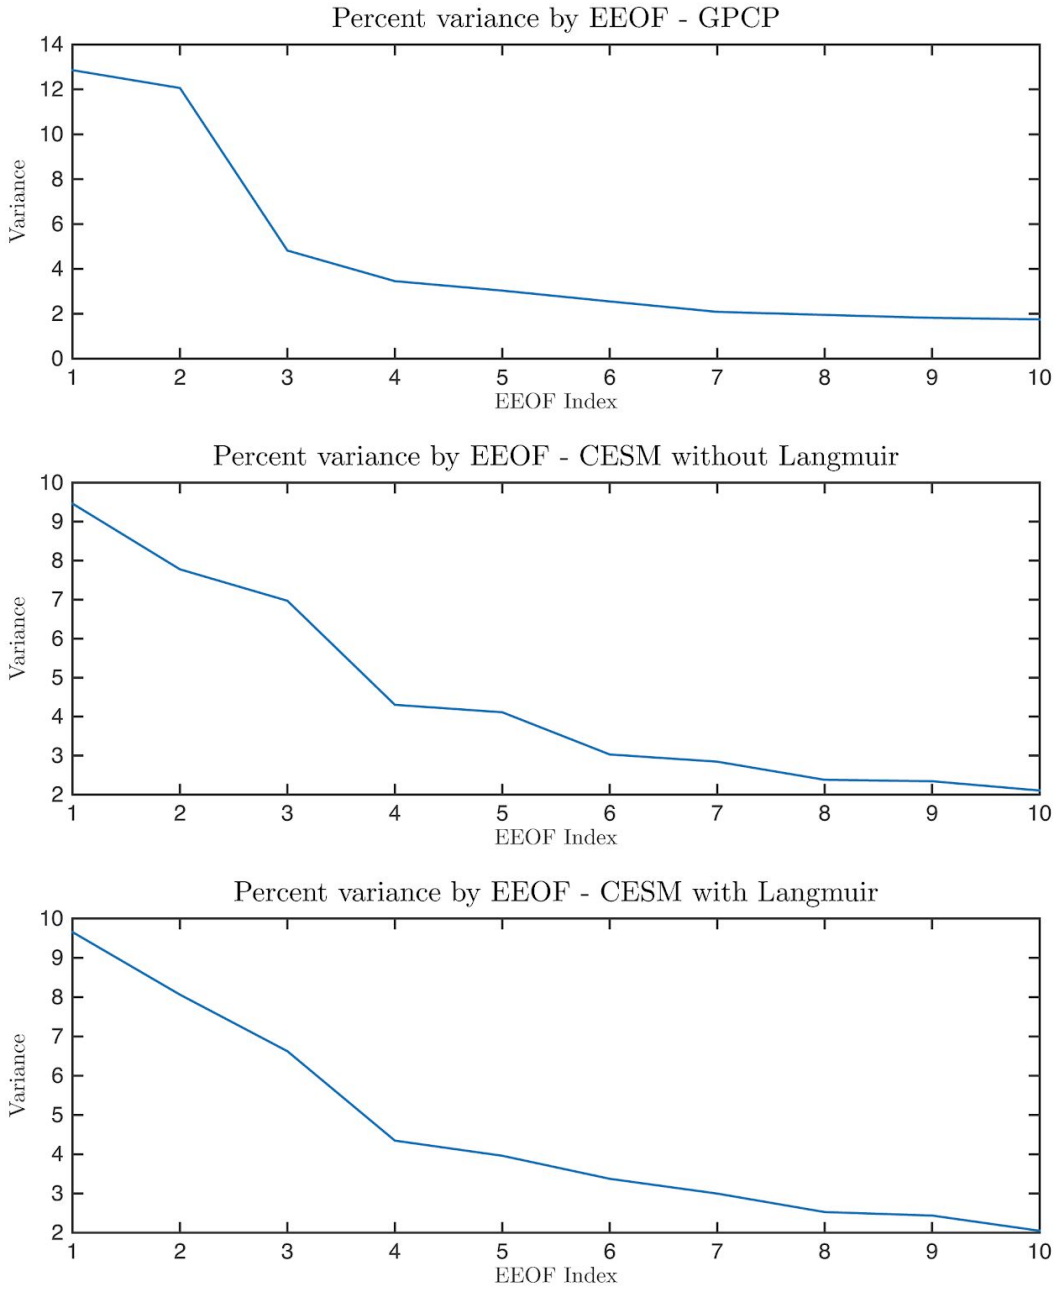 Percent variance by EEOF - GPCP
14
12
10
8
6
4
2
0
Variance
1 2 3 4 5 6 7 8 9 10
EEOF Index
Percent variance by EEOF - CESM without Langmuir
10
9
8
7
6
5
4
3
2
Variance
1 2 3 4 5 6 7 8 9 10
EEOF Index
Percent variance by EEOF - CESM with Langmuir
10
9
8
7
6
5
4
3
2
Variance
1 2 3 4 5 6 7 8 9 10
EEOF Index